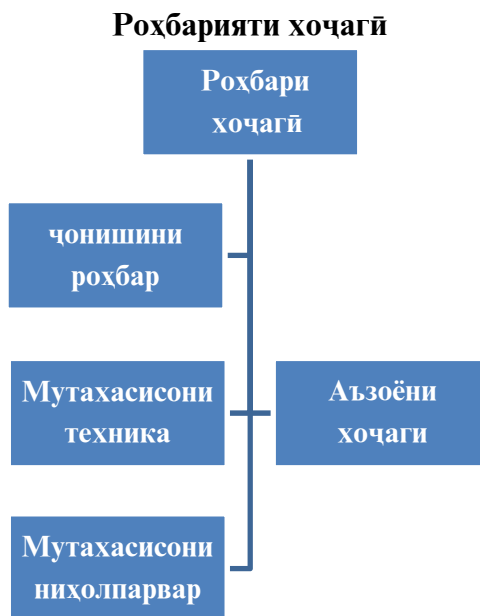 Роҳбарияти хоҷагӣ
Роҳбари
хоҷагӣ
ҷонишини
роҳбар
Мутахасисони
техника
Аъзоёни
хоҷаги
Мутахасисони
ниҳолпарвар